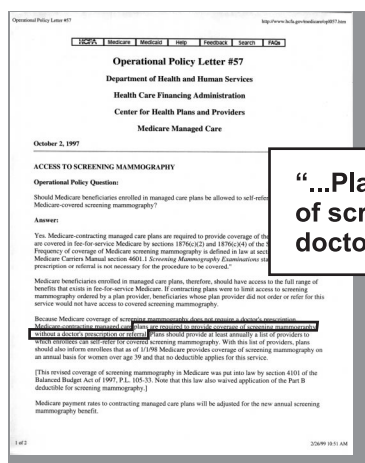 Operational Policy Letter #57
http://www.hcfa.gov/medicare/opl057.htm
HCFA Medicare Medicaid Help Feedback Search FAQs
Operational Policy Letter #57
Department of Health and Human Services
Health Care Financing Administration
Center for Health Plans and Providers
Medicare Managed Care
October 2, 1997
ACCESS TO SCREENING MAMMOGRAPHY
Operational Policy Question:
Should Medicare beneficiaries enrolled in managed care plans be allowed to self-refer
Medicare-covered screening mammography?
Answer:
Yes. Medicare-contracting managed care plans are required to provide coverage of the
are covered in fee-for-service Medicare by sections 1876(c)(2) and 1876(c)(4) of the S
Frequency of coverage of Medicare screening mammography is defined in law at sect
Medicare Carriers Manual section 4601.1 Screening Mammography Examinations sta
prescription or referral is not necessary for the procedure to be covered."
Medicare beneficiaries enrolled in managed care plans, therefore, should have access to the full range of
benefits that exists in fee-for-service Medicare. If contracting plans were to limit access to screening
mammography ordered by a plan provider, beneficiaries whose plan provider did not order or refer for this
service would not have access to covered screening mammography.
Because Medicare coverage of screening mammography does not require a doctor's prescription,
Medicare-contracting managed care plans are required to provide coverage of screening mammography
without a doctor's prescription or referral. Plans should provide at least annually a list of providers to
which enrollees can self-refer for covered screening mammography. With this list of providers, plans
should also inform enrollees that as of 1/1/98 Medicare provides coverage of screening mammography on
an annual basis for women over age 39 and that no deductible applies for this service.
[This revised coverage of screening mammography in Medicare was put into law by section 4101 of the
Balanced Budget Act of 1997, P.L. 105-33. Note that this law also waived application of the Part B
deductible for screening mammography.]
Medicare payment rates to contracting managed care plans will be adjusted for the new annual screening
mammography benefit.
1 of 2
2/26/99 10:51 AM
"...Pla
of scr
docto